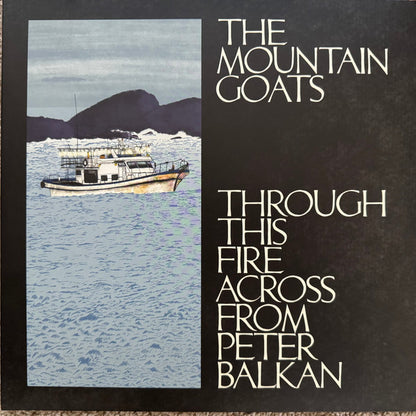 THE
MOUNTAIN
GOATS
THROUGH
THIS
FIRE
ACROSS
FROM
PETER
BALKAN